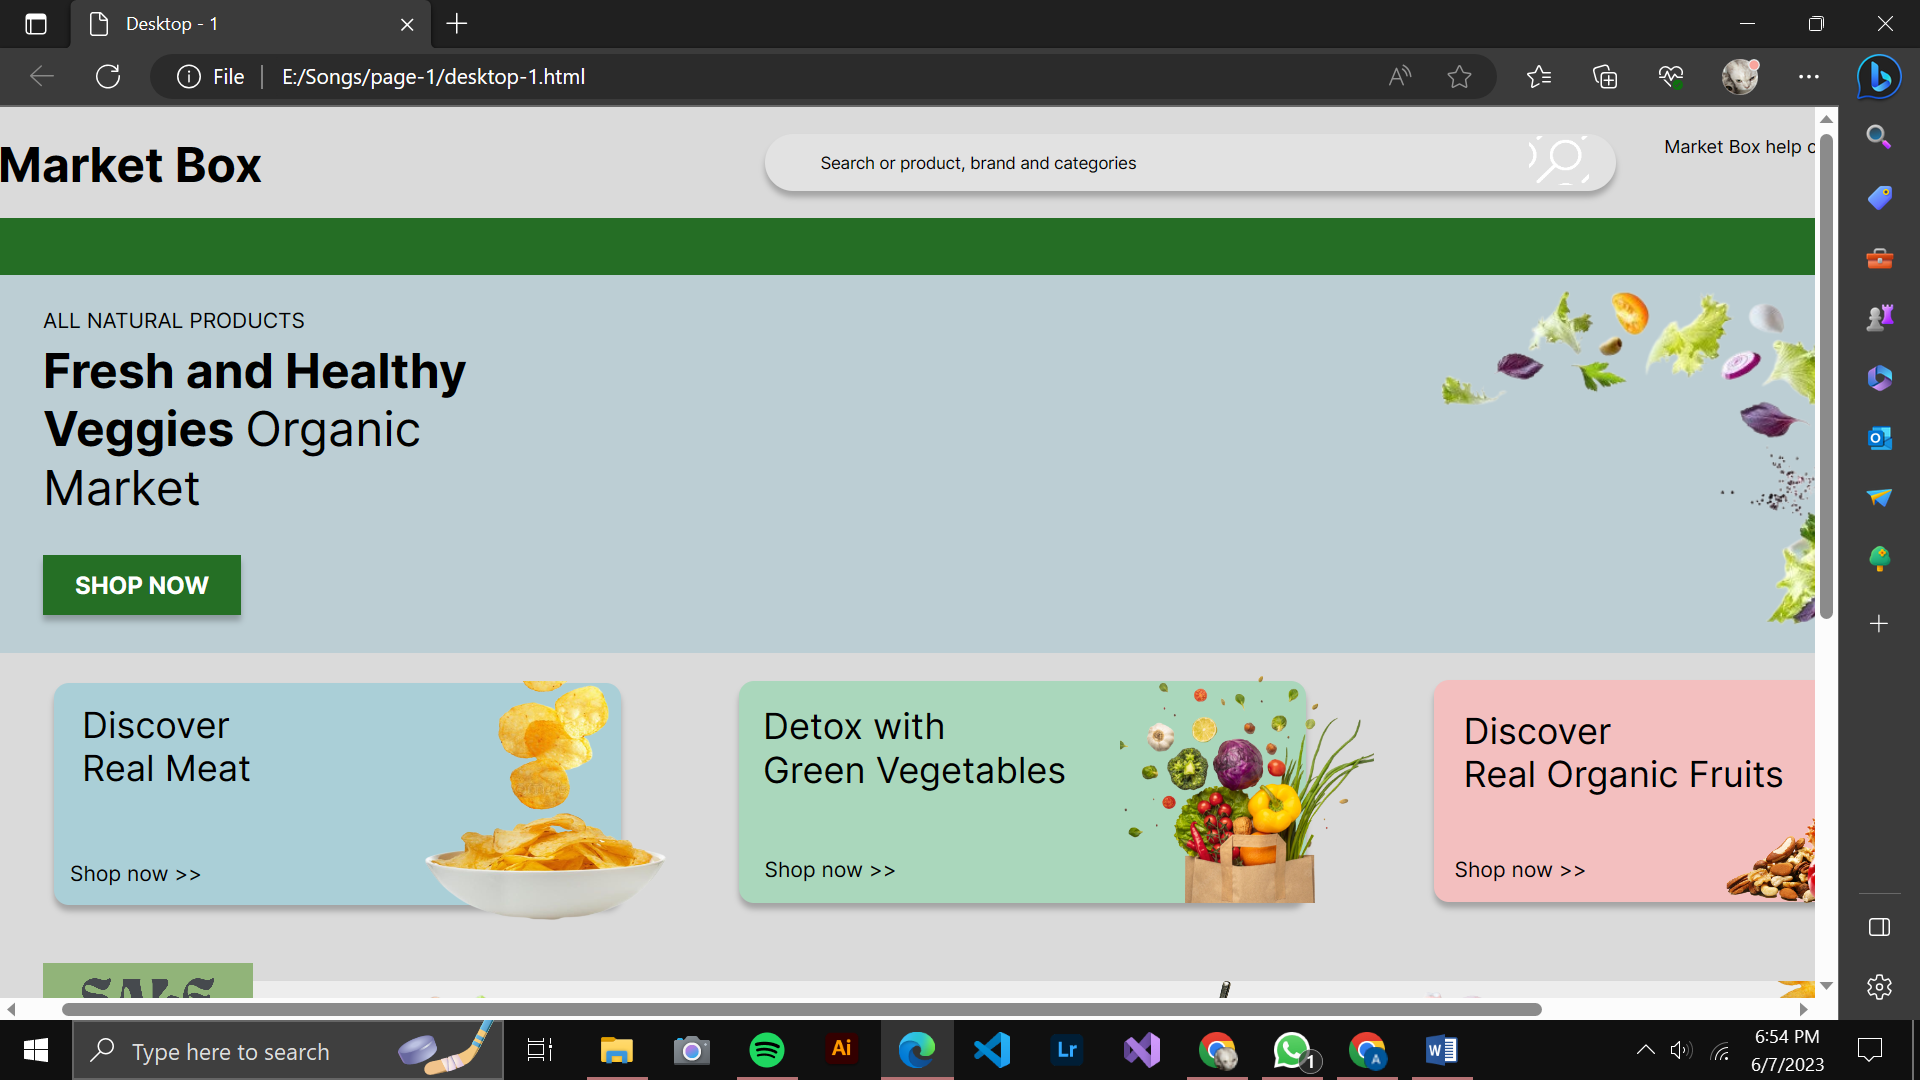 Desktop - 1
File
E:/Songs/page-1/desktop-1.html
Market Box
Search or product, brand and categories
Market Box help
ALL NATURAL PRODUCTS
Fresh and Healthy
Veggies Organic
Market
SHOP NOW
Discover
Real Meat
Shop now >>
Detox with
Green Vegetables
Shop now >>
Discover
Real Organic Fruits
Shop now >>
SALE
Type here to search
Ai
Lr
1
A
W
6:54 PM
6/7/2023